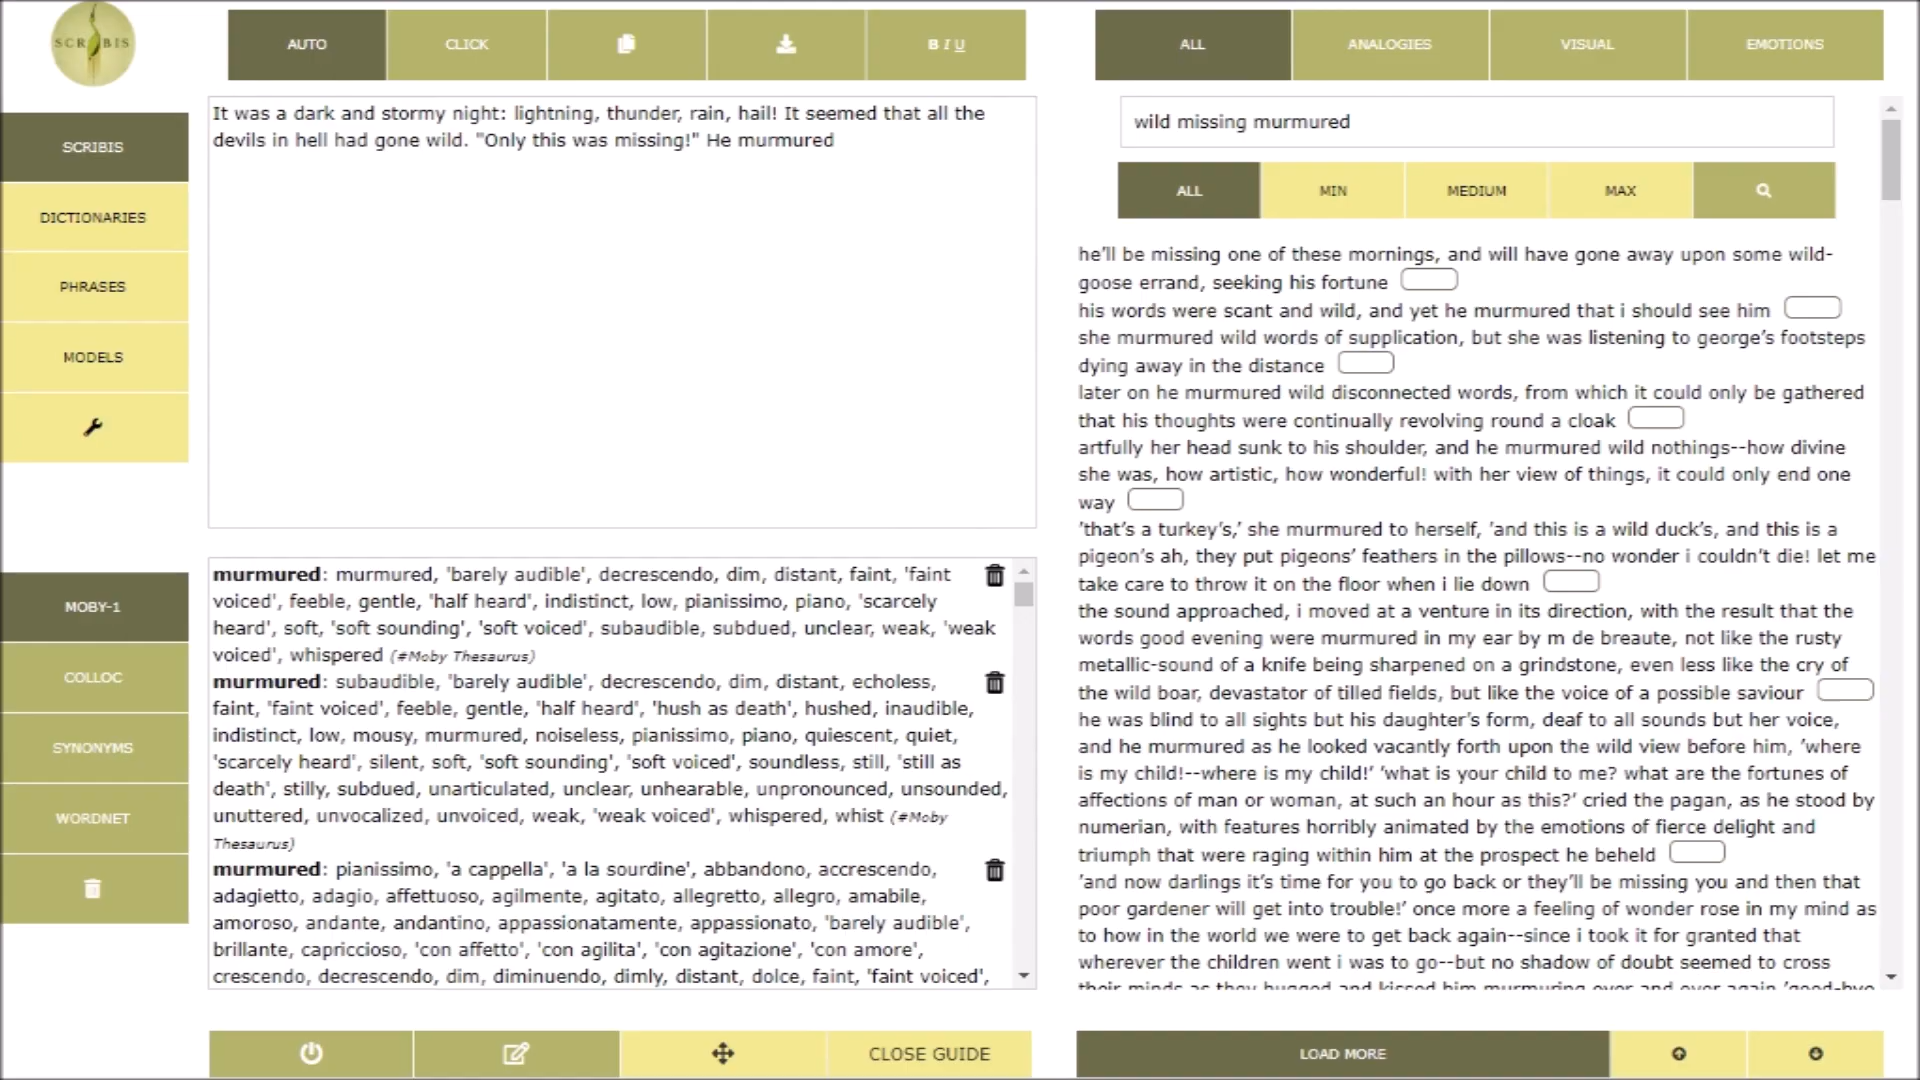 SCRIBIS
AUTO
CLICK
B I U
ALL
ANALOGIES
VISUAL
EMOTIONS
SCRIBIS
DICTIONARIES
PHRASES
MODELS
It was a dark and stormy night: lightning, thunder, rain, hail! It seemed that all the
devils in hell had gone wild. "Only this was missing!" He murmured
MOBY-1
COLLOC
SYNONYMS
WORDNET
murmured: murmured, 'barely audible', decrescendo, dim, distant, faint, 'faint
voiced', feeble, gentle, 'half heard', indistinct, low, pianissimo, piano, 'scarcely
heard', soft, 'soft sounding', 'soft voiced', subaudible, subdued, unclear, weak, 'weak
voiced', whispered (#Moby Thesaurus)
murmured: subaudible, 'barely audible', decrescendo, dim, distant, echoless,
faint, 'faint voiced', feeble, gentle, 'half heard', 'hush as death', hushed, inaudible,
indistinct, low, mousy, murmured, noiseless, pianissimo, piano, quiescent, quiet,
'scarcely heard', silent, soft, 'soft sounding', 'soft voiced', soundless, still, 'still as
death', stilly, subdued, unarticulated, unclear, unhearable, unpronounced, unsounded,
unuttered, unvocalized, unvoiced, weak, 'weak voiced', whispered, whist (#Moby
Thesaurus)
murmured: pianissimo, 'a cappella', 'a la sourdine', abbandono, accrescendo,
adagietto, adagio, affettuoso, agilmente, agitato, allegretto, allegro, amabile,
amoroso, andante, andantino, appassionatamente, appassionato, 'barely audible',
brillante, capriccioso, 'con affetto', 'con agilita', 'con agitazione', 'con amore',
crescendo, decrescendo, dim, diminuendo, dimly, distant, dolce, faint, 'faint voiced',
CLOSE GUIDE
wild missing murmured
ALL
MIN
MEDIUM
MAX
he'll be missing one of these mornings, and will have gone away upon some wild-
goose errand, seeking his fortune
his words were scant and wild, and yet he murmured that i should see him
she murmured wild words of supplication, but she was listening to george's footsteps
dying away in the distance
later on he murmured wild disconnected words, from which it could only be gathered
that his thoughts were continually revolving round a cloak
artfully her head sunk to his shoulder, and he murmured wild nothings--how divine
she was, how artistic, how wonderful! with her view of things, it could only end one
way
'that's a turkey's,' she murmured to herself, 'and this is a wild duck's, and this is a
pigeon's ah, they put pigeons' feathers in the pillows--no wonder i couldn't die! let me
take care to throw it on the floor when i lie down
the sound approached, i moved at a venture in its direction, with the result that the
words good evening were murmured in my ear by m de breaute, not like the rusty
metallic-sound of a knife being sharpened on a grindstone, even less like the cry of
the wild boar, devastator of tilled fields, but like the voice of a possible saviour
he was blind to all sights but his daughter's form, deaf to all sounds but her voice,
and he murmured as he looked vacantly forth upon the wild view before him, 'where
is my child!--where is my child!' 'what is your child to me? what are the fortunes of
affections of man or woman, at such an hour as this?' cried the pagan, as he stood by
numerian, with features horribly animated by the emotions of fierce delight and
triumph that were raging within him at the prospect he beheld
'and now darlings it's time for you to go back or they'll be missing you and then that
poor gardener will get into trouble!' once more a feeling of wonder rose in my mind as
to how in the world we were to get back again--since i took it for granted that
wherever the children went i was to go--but no shadow of doubt seemed to cross
their minds as they hugged and kissed him murmuring over and over again 'good-bye
LOAD MORE